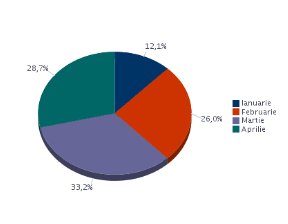 12,1%
28,7%
Ianuarie
Februarie
Martie
Aprilie
26,0%
33,2%